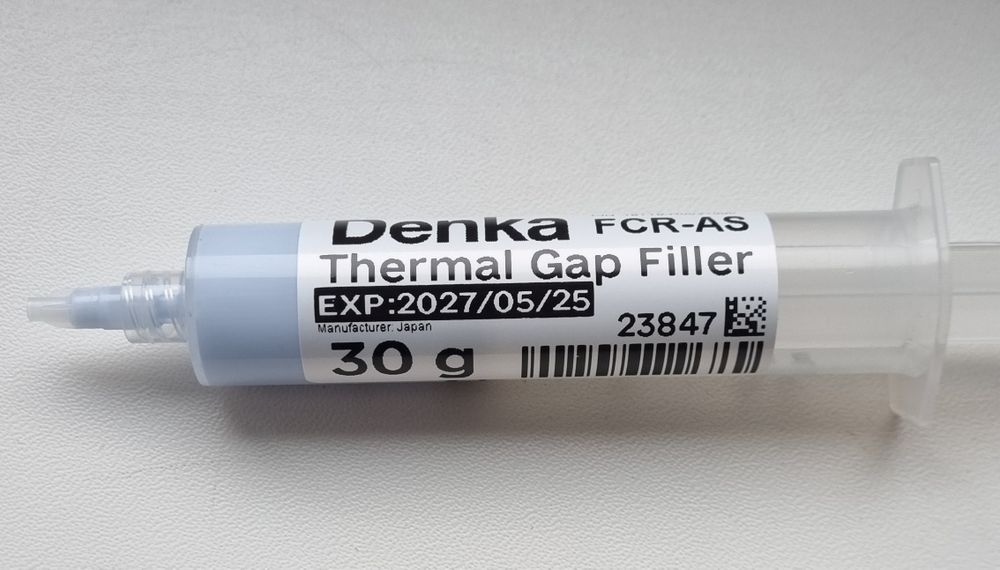 Denka FCR-AS
Thermal Gap Filler
EXP:2027/05/25
Manufacturer: Japan
23847
30 g